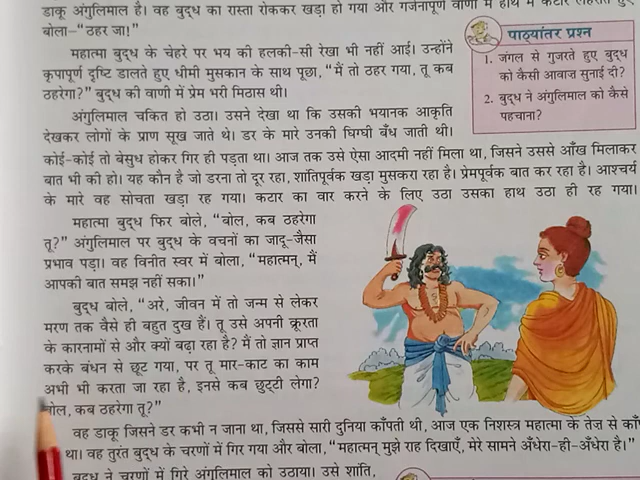 डाकू अंगुलिमाल है। वह बुद्ध का रास्ता रोककर खड़ा हो गया और गर्जनापूर्ण वाणी में हाथ में कटार लहराते हुए
बोला–“ठहर जा!”
महात्मा बुद्ध के चेहरे पर भय की हलकी-सी रेखा भी नहीं आई। उन्होंने
कृपापूर्ण दृष्टि डालते हुए धीमी मुसकान के साथ पूछा, “मैं तो ठहर गया, तू कब
ठहरेगा?” बुद्ध की वाणी में प्रेम भरी मिठास थी।
अंगुलिमाल चकित हो उठा। उसने देखा था कि उसकी भयानक आकृति
देखकर लोगों के प्राण सूख जाते थे। डर के मारे उनकी घिग्घी बँध जाती थी।
पाठ्यांतर प्रश्न
1. जंगल से गुज़रते हुए बुद्ध
को कैसी आवाज़ सुनाई दी?
2. बुद्ध ने अंगुलिमाल को कैसे
पहचाना?
कोई-कोई तो बेसुध होकर गिर ही पड़ता था। आज तक उसे ऐसा आदमी नहीं मिला था, जिसने उससे आँख मिलाकर
बात भी की हो। यह कौन है जो डरना तो दूर रहा, शांतिपूर्वक खड़ा मुसकरा रहा है। प्रेमपूर्वक बात कर रहा है। आश्चर्य
के मारे वह सोचता खड़ा रह गया। कटार का वार करने के लिए उठा उसका हाथ उठा ही रह गया।
महात्मा बुद्ध फिर बोले, “बोल, कब ठहरेगा
तू?” अंगुलिमाल पर बुद्ध के वचनों का जादू-जैसा
प्रभाव पड़ा। वह विनीत स्वर में बोला, “महात्मन्, मैं
आपकी बात समझ नहीं सका।”
बुद्ध बोले, “अरे, जीवन में तो जन्म से लेकर
मरण तक वैसे ही बहुत दुख हैं। तू उसे अपनी क्रूरता
के कारनामों से और क्यों बढ़ा रहा है? मैं तो ज्ञान प्राप्त
करके बंधन से छूट गया, पर तू मार-काट का काम
अभी भी करता जा रहा है, इनसे कब छुट्टी लेगा?
बोल, कब ठहरेगा तू?”
वह डाकू जिसने डर कभी न जाना था, जिससे सारी दुनिया काँपती थी, आज एक निशस्त्र महात्मा के तेज से
था। वह तुरंत बुद्ध के चरणों में गिर गया और बोला, “महात्मन् मुझे राह दिखाएँ, मेरे सामने अँधेरा-ही-अँधेरा है।”
बुद्ध ने चरणों में गिरे अंगुलिमाल को उठाया। उसे शांति,